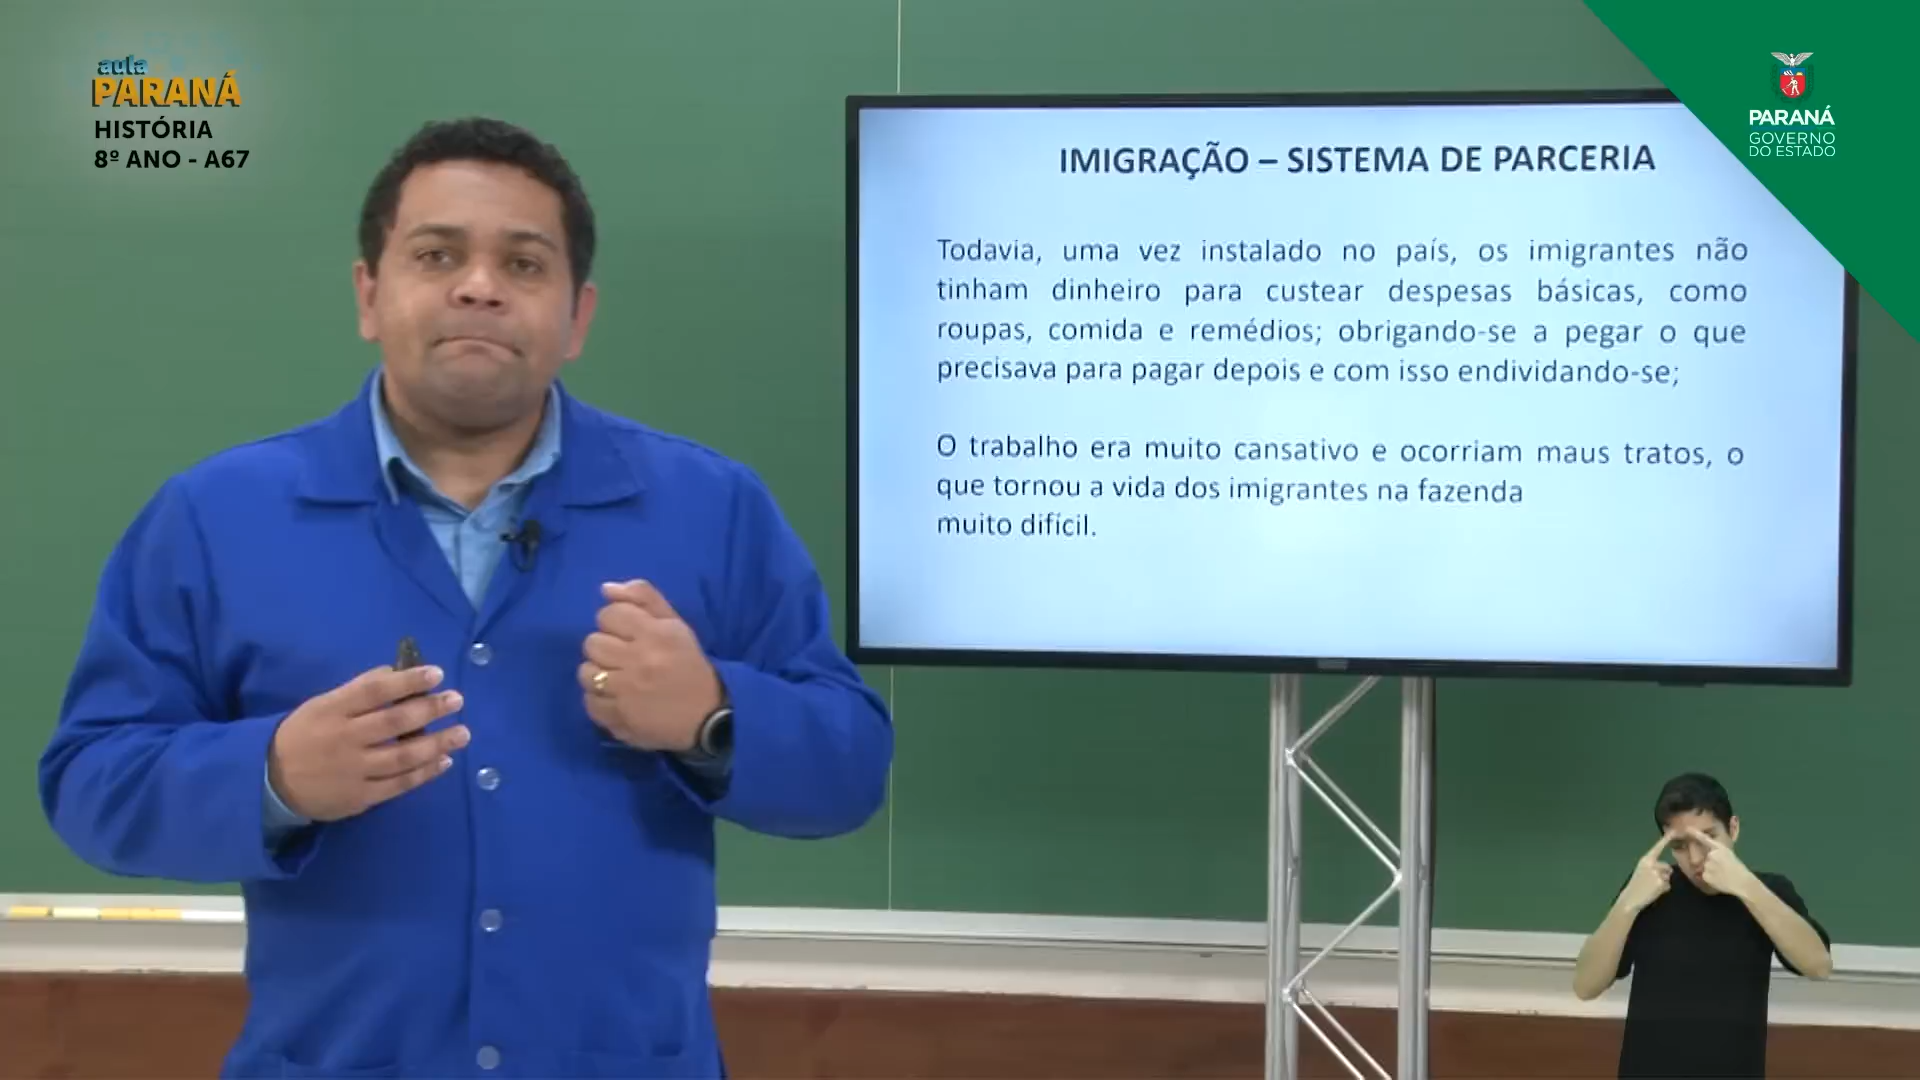 aula
PARANÁ
HISTÓRIA
8º ANO - A67
IMIGRAÇÃO – SISTEMA DE PARCERIA
Todavia, uma vez instalado no país, os imigrantes não
tinham dinheiro para custear despesas básicas, como
roupas, comida e remédios; obrigando-se a pegar o que
precisava para pagar depois e com isso endividando-se;
O trabalho era muito cansativo e ocorriam maus tratos, o
que tornou a vida dos imigrantes na fazenda
muito difícil.
PARANÁ
GOVERNO
DO ESTADO